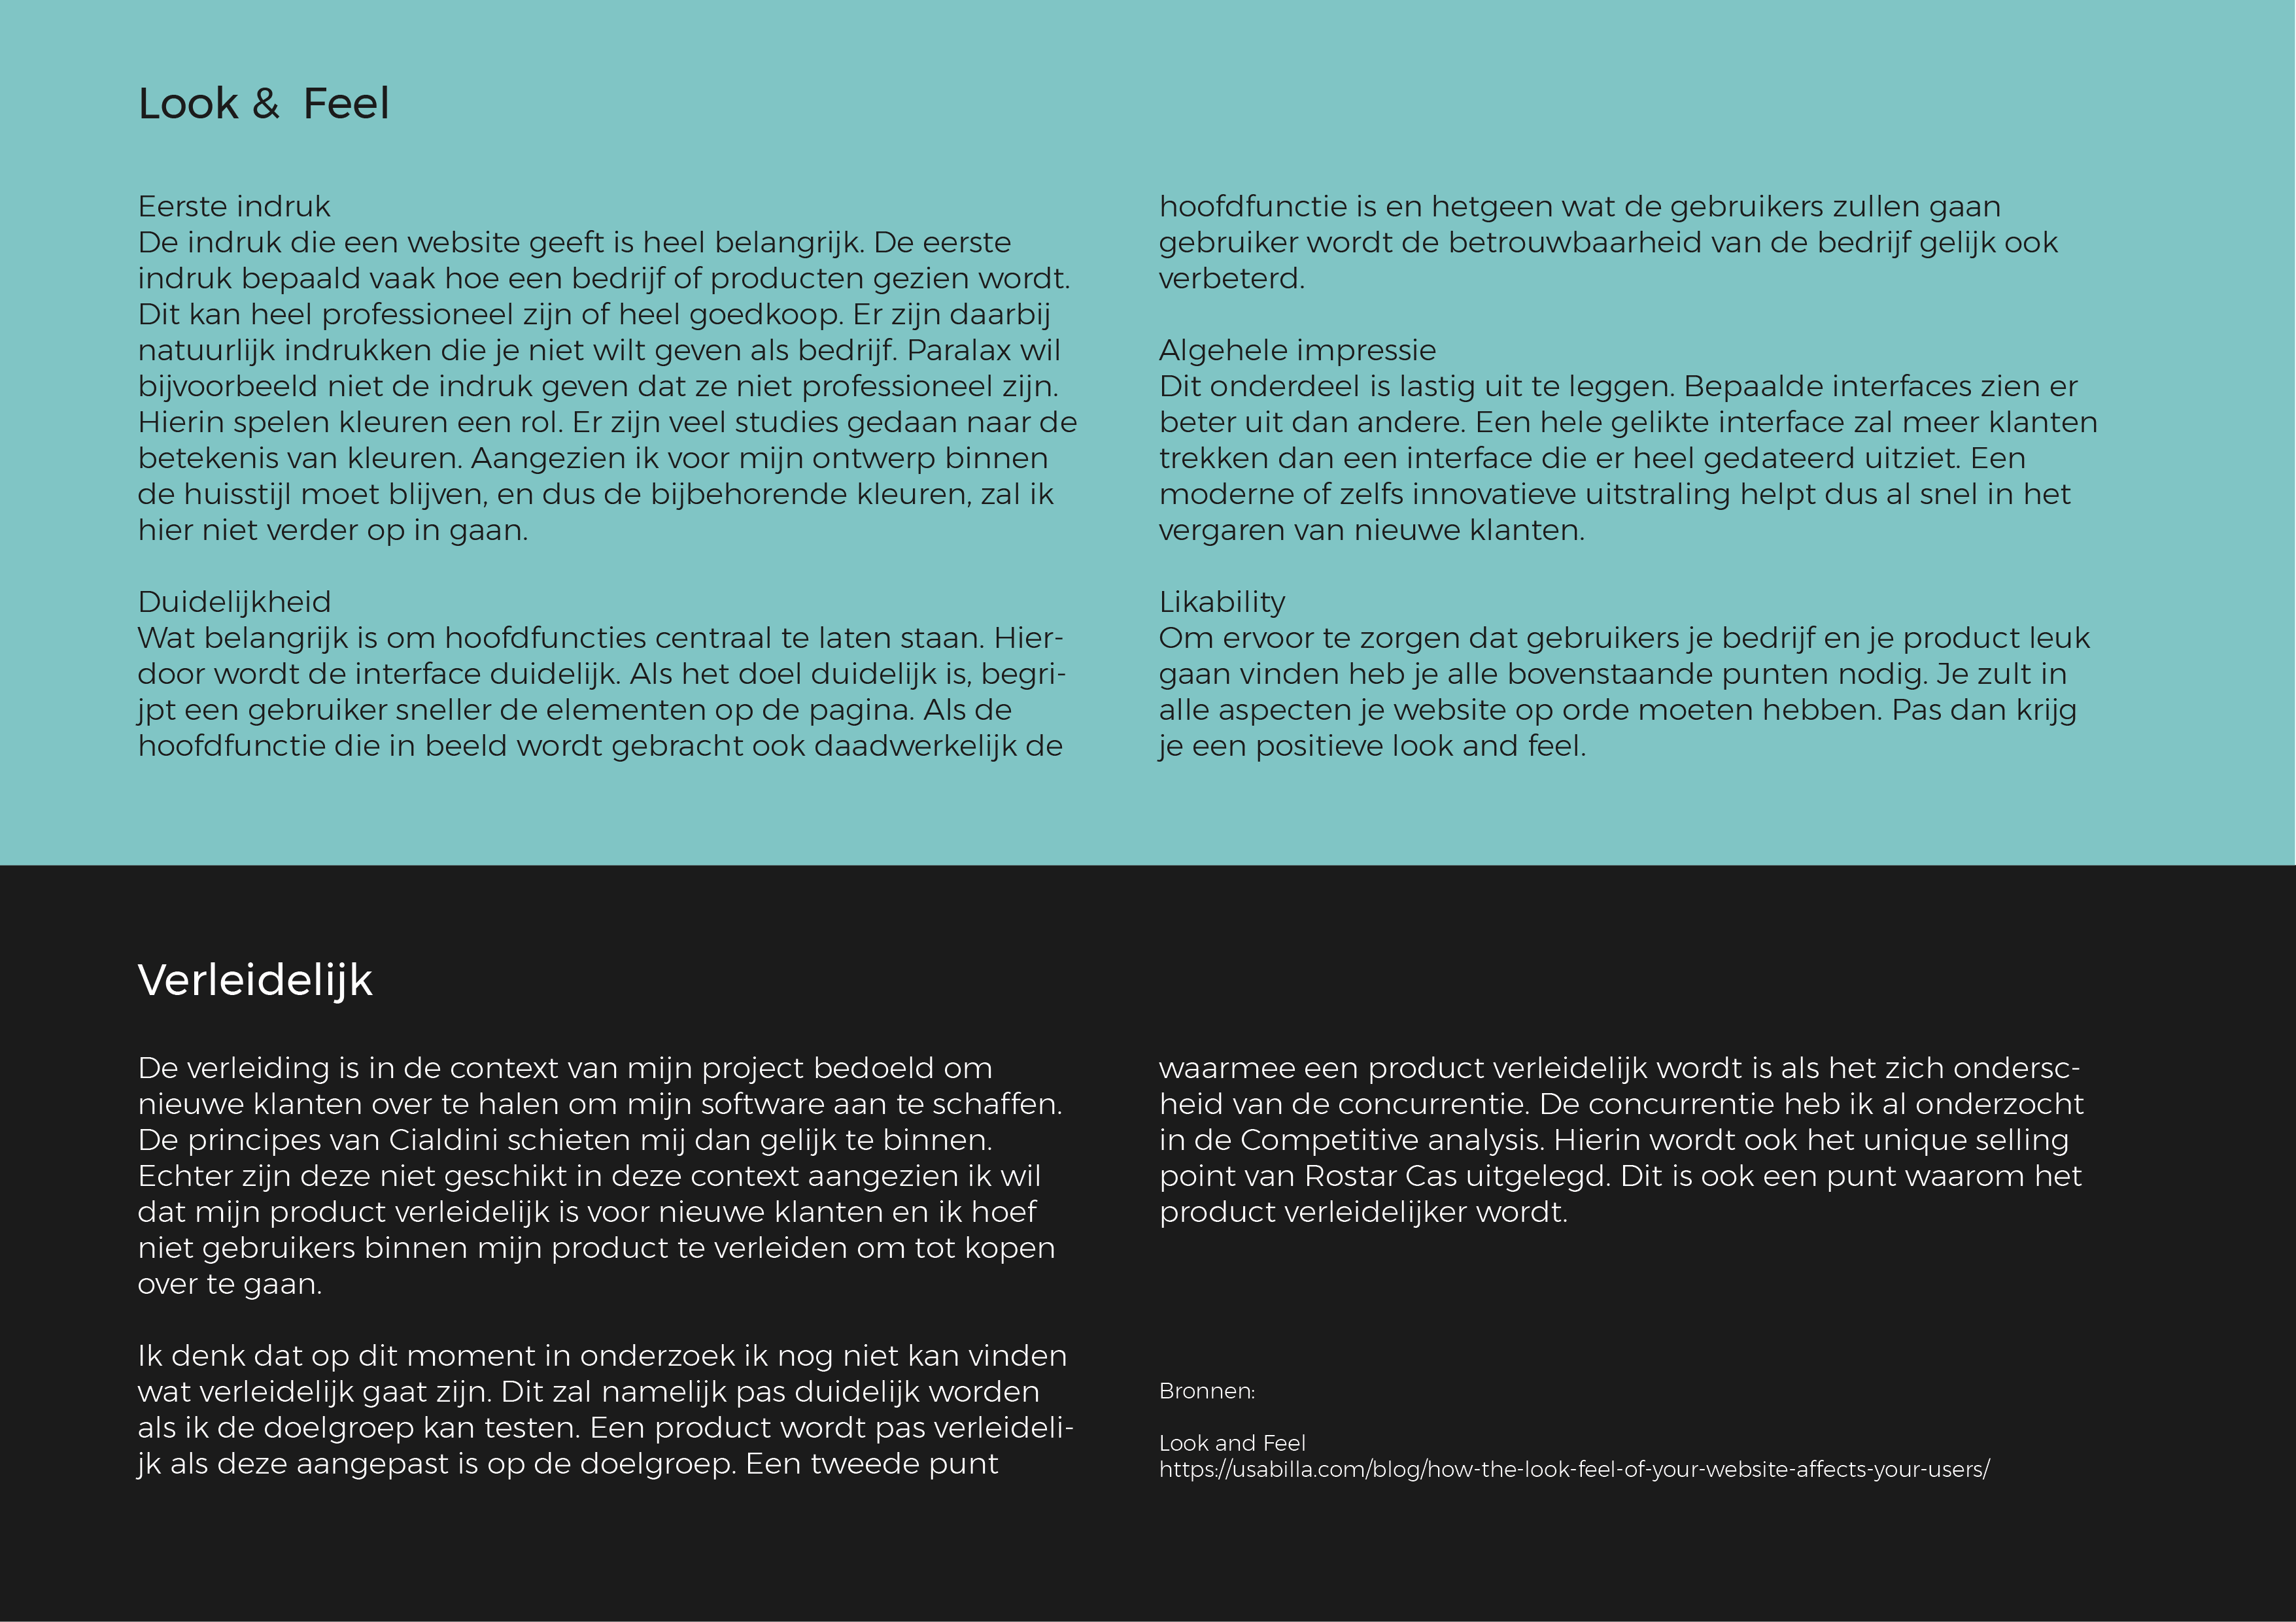 Look &  Feel
Eerste indruk
De indruk die een website geeft is heel belangrijk. De eerste
indruk bepaald vaak hoe een bedrijf of producten gezien wordt.
Dit kan heel professioneel zijn of heel goedkoop. Er zijn daarbij
natuurlijk indrukken die je niet wilt geven als bedrijf. Paralax wil
bijvoorbeeld niet de indruk geven dat ze niet professioneel zijn.
Hierin spelen kleuren een rol. Er zijn veel studies gedaan naar de
betekenis van kleuren. Aangezien ik voor mijn ontwerp binnen
de huisstijl moet blijven, en dus de bijbehorende kleuren, zal ik
hier niet verder op in gaan.
Duidelijkheid
Wat belangrijk is om hoofdfuncties centraal te laten staan. Hier-
door wordt de interface duidelijk. Als het doel duidelijk is, begri-
jpt een gebruiker sneller de elementen op de pagina. Als de
hoofdfunctie die in beeld wordt gebracht ook daadwerkelijk de
hoofdfunctie is en hetgeen wat de gebruikers zullen gaan
gebruiker wordt de betrouwbaarheid van de bedrijf gelijk ook
verbeterd.
Algehele impressie
Dit onderdeel is lastig uit te leggen. Bepaalde interfaces zien er
beter uit dan andere. Een hele gelikte interface zal meer klanten
trekken dan een interface die er heel gedateerd uitziet. Een
moderne of zelfs innovatieve uitstraling helpt dus al snel in het
vergaren van nieuwe klanten.
Likability
Om ervoor te zorgen dat gebruikers je bedrijf en je product leuk
gaan vinden heb je alle bovenstaande punten nodig. Je zult in
alle aspecten je website op orde moeten hebben. Pas dan krijg
je een positieve look and feel.
Verleidelijk
De verleiding is in de context van mijn project bedoeld om
nieuwe klanten over te halen om mijn software aan te schaffen.
De principes van Cialdini schieten mij dan gelijk te binnen.
Echter zijn deze niet geschikt in deze context aangezien ik wil
dat mijn product verleidelijk is voor nieuwe klanten en ik hoef
niet gebruikers binnen mijn product te verleiden om tot kopen
over te gaan.
Ik denk dat op dit moment in onderzoek ik nog niet kan vinden
wat verleidelijk gaat zijn. Dit zal namelijk pas duidelijk worden
als ik de doelgroep kan testen. Een product wordt pas verleideli-
jk als deze aangepast is op de doelgroep. Een tweede punt
waarmee een product verleidelijk wordt is als het zich ondersc-
heid van de concurrentie. De concurrentie heb ik al onderzocht
in de Competitive analysis. Hierin wordt ook het unique selling
point van Rostar Cas uitgelegd. Dit is ook een punt waarom het
product verleidelijker wordt.
Bronnen:
Look and Feel
https://usabilla.com/blog/how-the-look-feel-of-your-website-affects-your-users/